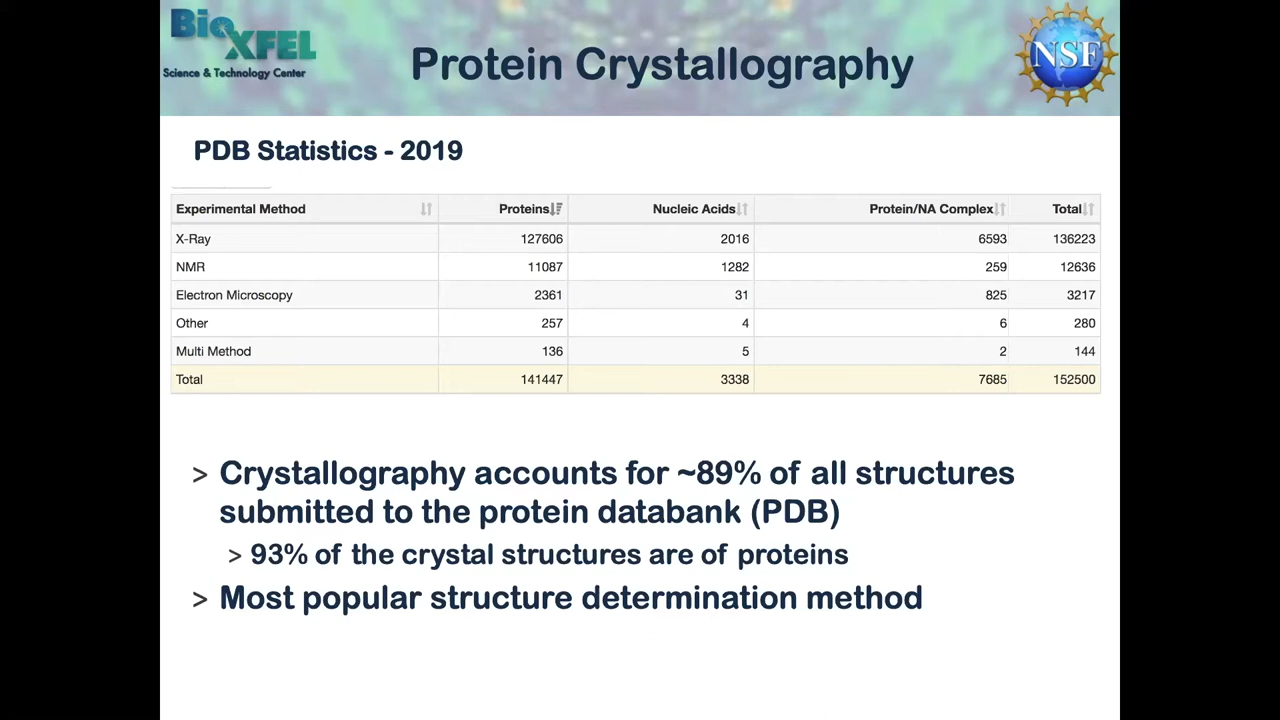 Bio
XFEL
Science & Technology Center
Protein Crystallography
NSF
PDB Statistics - 2019
Experimental Method Proteins Nucleic Acids Protein/NA Complex Total
X-Ray 127606 2016 6593 136223
NMR 11087 1282 259 12636
Electron Microscopy 2361 31 825 3217
Other 257 4 6 280
Multi Method 136 5 2 144
Total 141447 3338 7685 152500
> Crystallography accounts for ~89% of all structures
submitted to the protein databank (PDB)
> 93% of the crystal structures are of proteins
> Most popular structure determination method